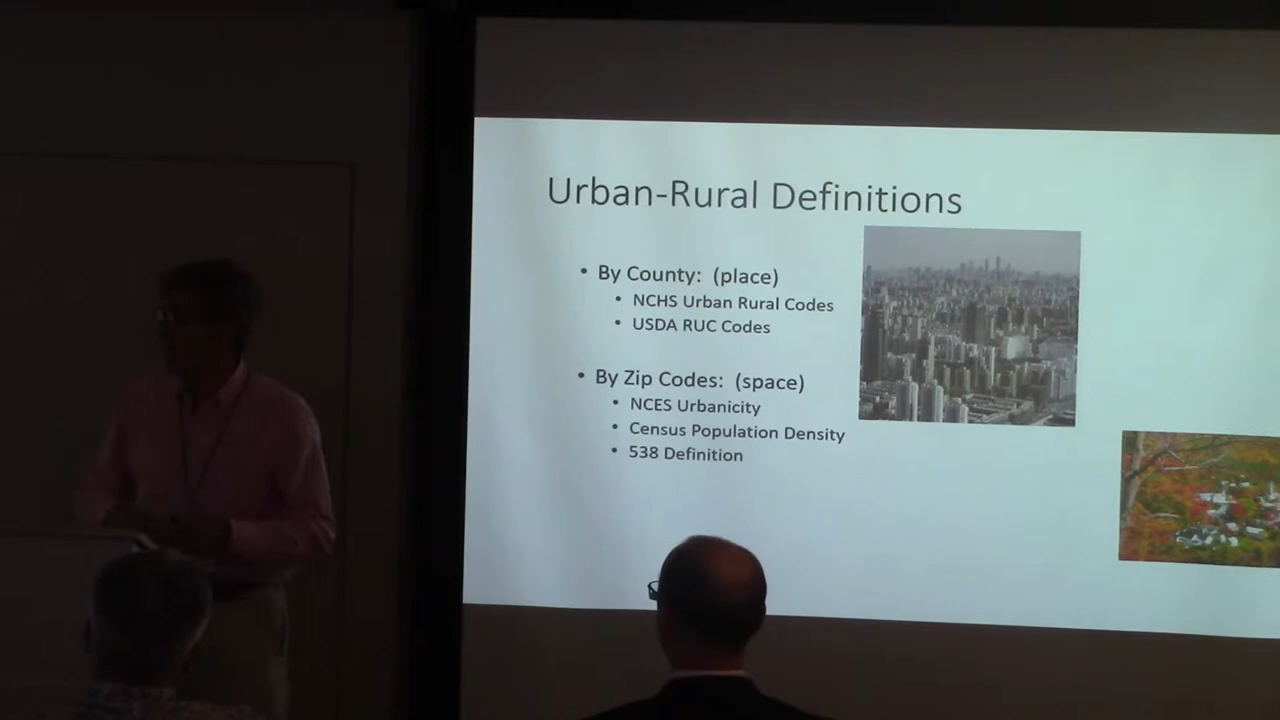 Urban-Rural Definitions
• By County: (place)
• NCHS Urban Rural Codes
• USDA RUC Codes
• By Zip Codes: (space)
• NCES Urbanicity
• Census Population Density
• 538 Definition